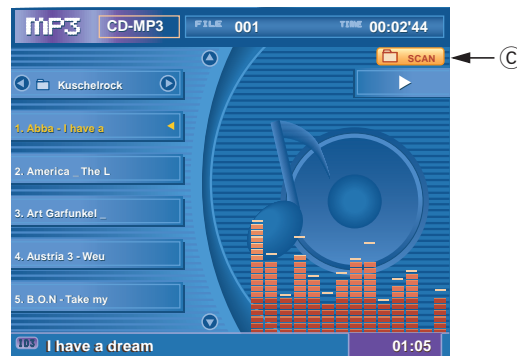 MP3 CD-MP3 FILE 001 TIME 00:02'44
SCAN C
Kuschelrock
1. Abba - I have a
2. America _ The L
3. Art Garfunkel _
4. Austria 3 - Weu
5. B.O.N - Take my
ID3 I have a dream 01:05